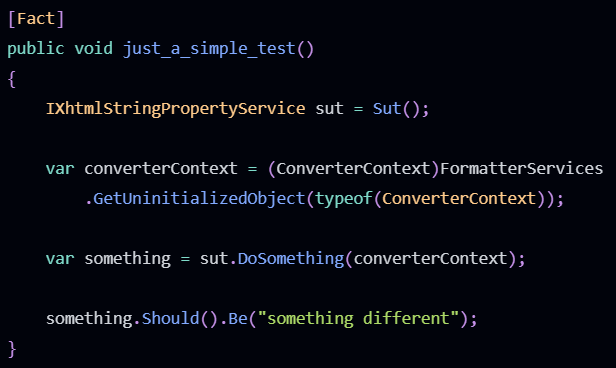 [Fact]
public void just_a_simple_test()
{
    IXhtmlStringPropertyService sut = Sut();

    var converterContext = (ConverterContext)FormatterServices
        .GetUninitializedObject(typeof(ConverterContext));

    var something = sut.DoSomething(converterContext);

    something.Should().Be("something different");
}